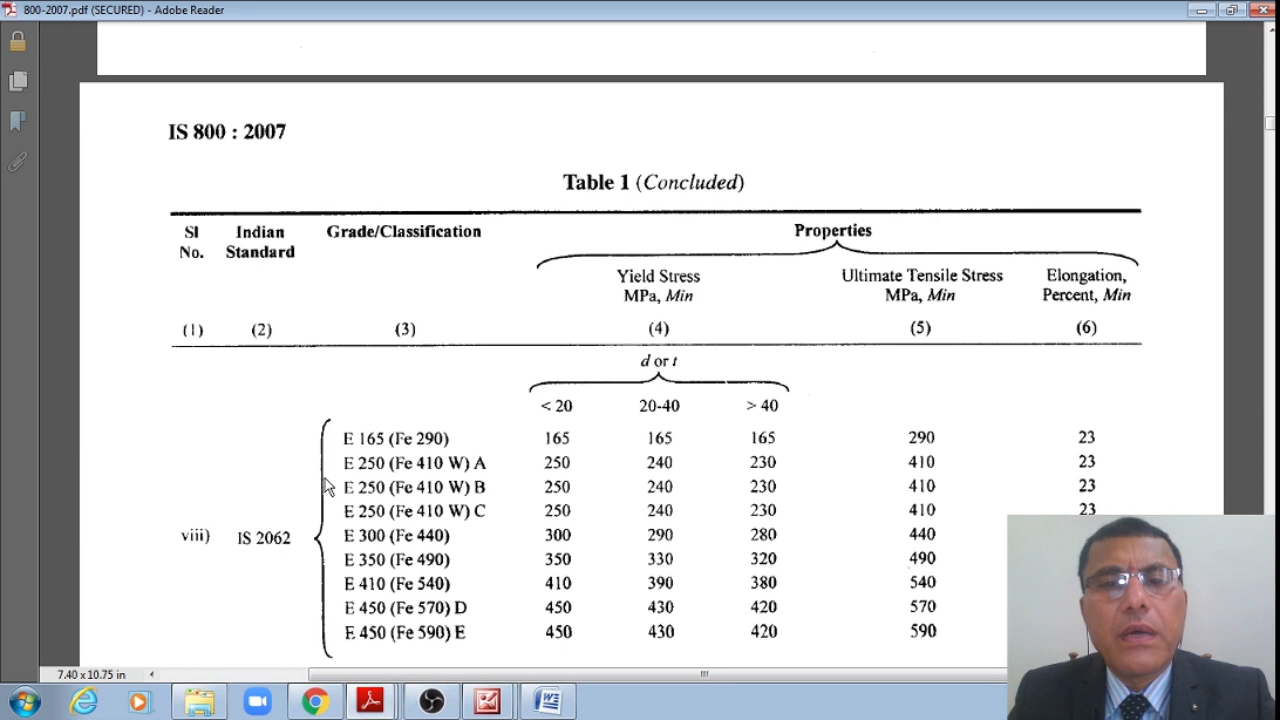 800-2007.pdf (SECURED) - Adobe Reader
IS 800 : 2007
Table 1 (Concluded)
Sl No. Indian Standard Grade/Classification Properties
Yield Stress MPa, Min Ultimate Tensile Stress MPa, Min Elongation, Percent, Min
(1) (2) (3) (4) (5) (6)
d or t
< 20 20-40 > 40
E 165 (Fe 290) 165 165 165 290 23
E 250 (Fe 410 W) A 250 240 230 410 23
E 250 (Fe 410 W) B 250 240 230 410 23
E 250 (Fe 410 W) C 250 240 230 410 23
viii) IS 2062 E 300 (Fe 440) 300 290 280 440
E 350 (Fe 490) 350 330 320 490
E 410 (Fe 540) 410 390 380 540
E 450 (Fe 570) D 450 430 420 570
E 450 (Fe 590) E 450 430 420 590
7.40 x 10.75 in